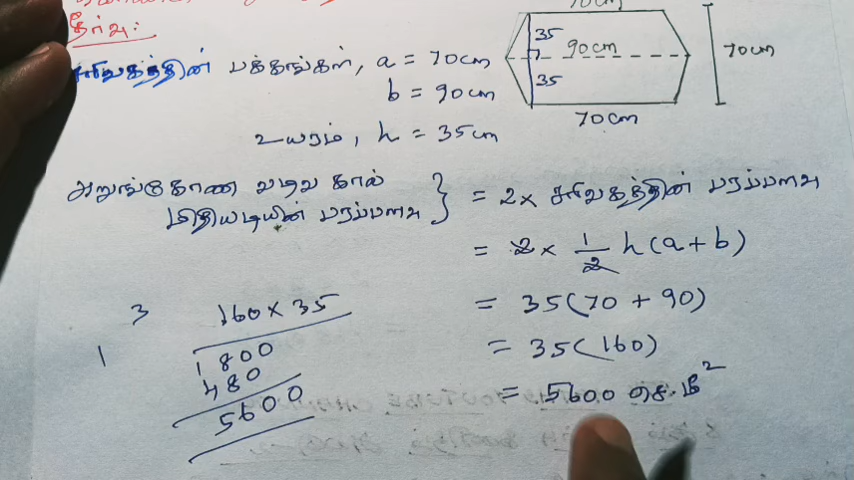 தீர்வு:
சரிவகத்தின் பக்கங்கள், a = 70cm
b = 90cm
உயரம், h = 35cm
70cm
35
90cm
35
70cm
70cm
அறுங்கோண வடிவ கால்
மிதியடியின் பரப்பளவு } = 2 × சரிவகத்தின் பரப்பளவு
= 2 × 1/2 h(a+b)
= 35(70 + 90)
= 35(160)
= 5600 செ.மீ²
3
1
160 × 35
1800
480
5600